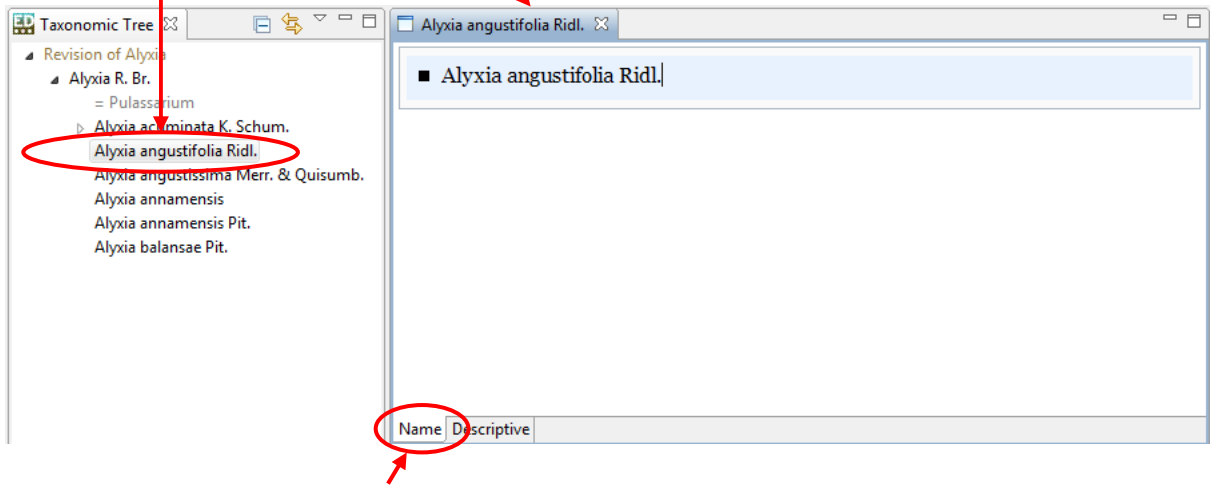 Taxonomic Tree
Revision of Alyxia
Alyxia R. Br.
= Pulassarium
Alyxia acuminata K. Schum.
Alyxia angustifolia Ridl.
Alyxia angustissima Merr. & Quisumb.
Alyxia annamensis
Alyxia annamensis Pit.
Alyxia balansae Pit.
Alyxia angustifolia Ridl.
Alyxia angustifolia Ridl.
Name Descriptive